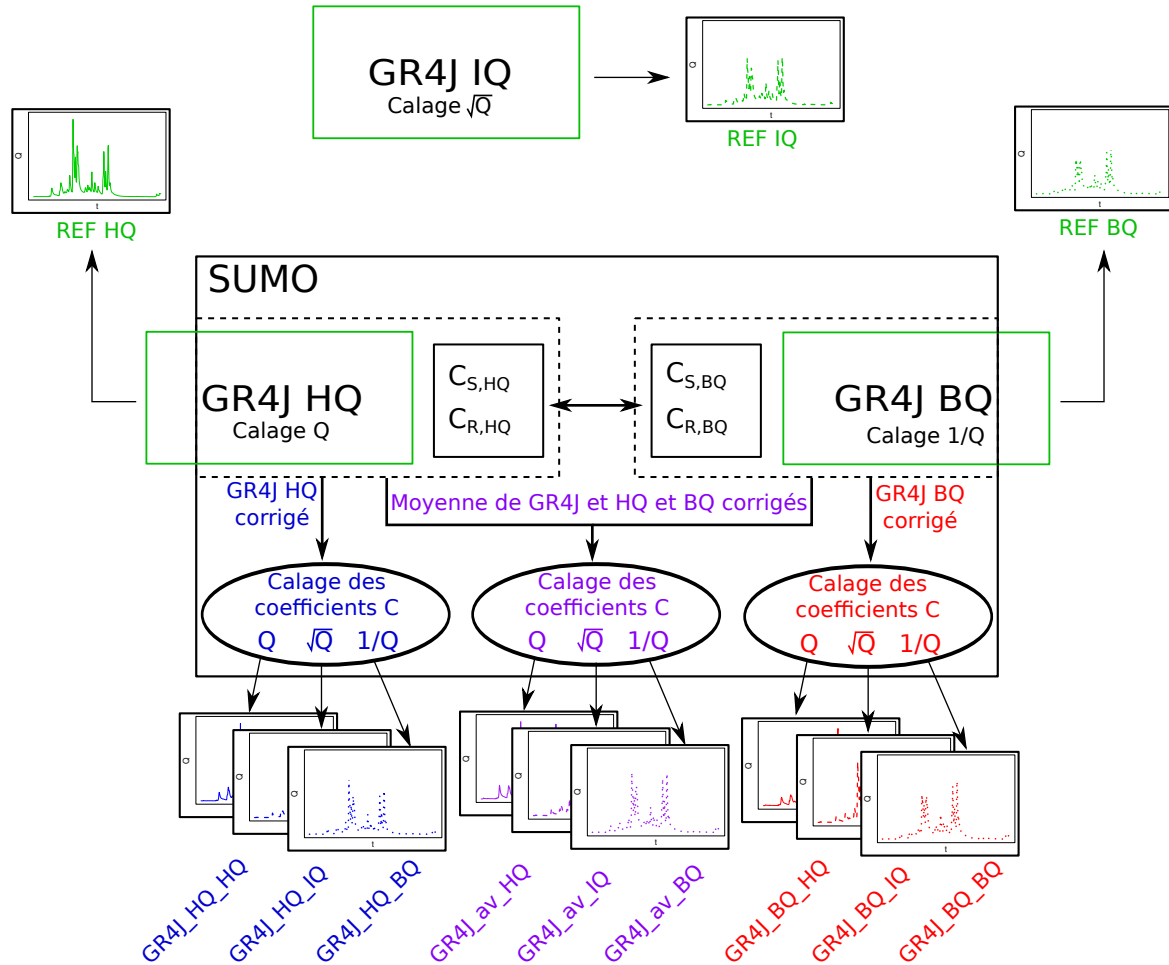 GR4J IQ
Calage √Q
Q
t
REF IQ
Q
t
REF HQ
Q
t
REF BQ
SUMO
GR4J HQ
Calage Q
C_S,HQ
C_R,HQ
C_S,BQ
C_R,BQ
GR4J BQ
Calage 1/Q
GR4J HQ
corrigé
Moyenne de GR4J et HQ et BQ corrigés
GR4J BQ
corrigé
Calage des
coefficients C
Q √Q 1/Q
Calage des
coefficients C
Q √Q 1/Q
Calage des
coefficients C
Q √Q 1/Q
Q
Q
Q
t
Q
Q
Q
t
Q
Q
Q
t
GR4J_HQ_HQ
GR4J_HQ_IQ
GR4J_HQ_BQ
GR4J_av_HQ
GR4J_av_IQ
GR4J_av_BQ
GR4J_BQ_HQ
GR4J_BQ_IQ
GR4J_BQ_BQ